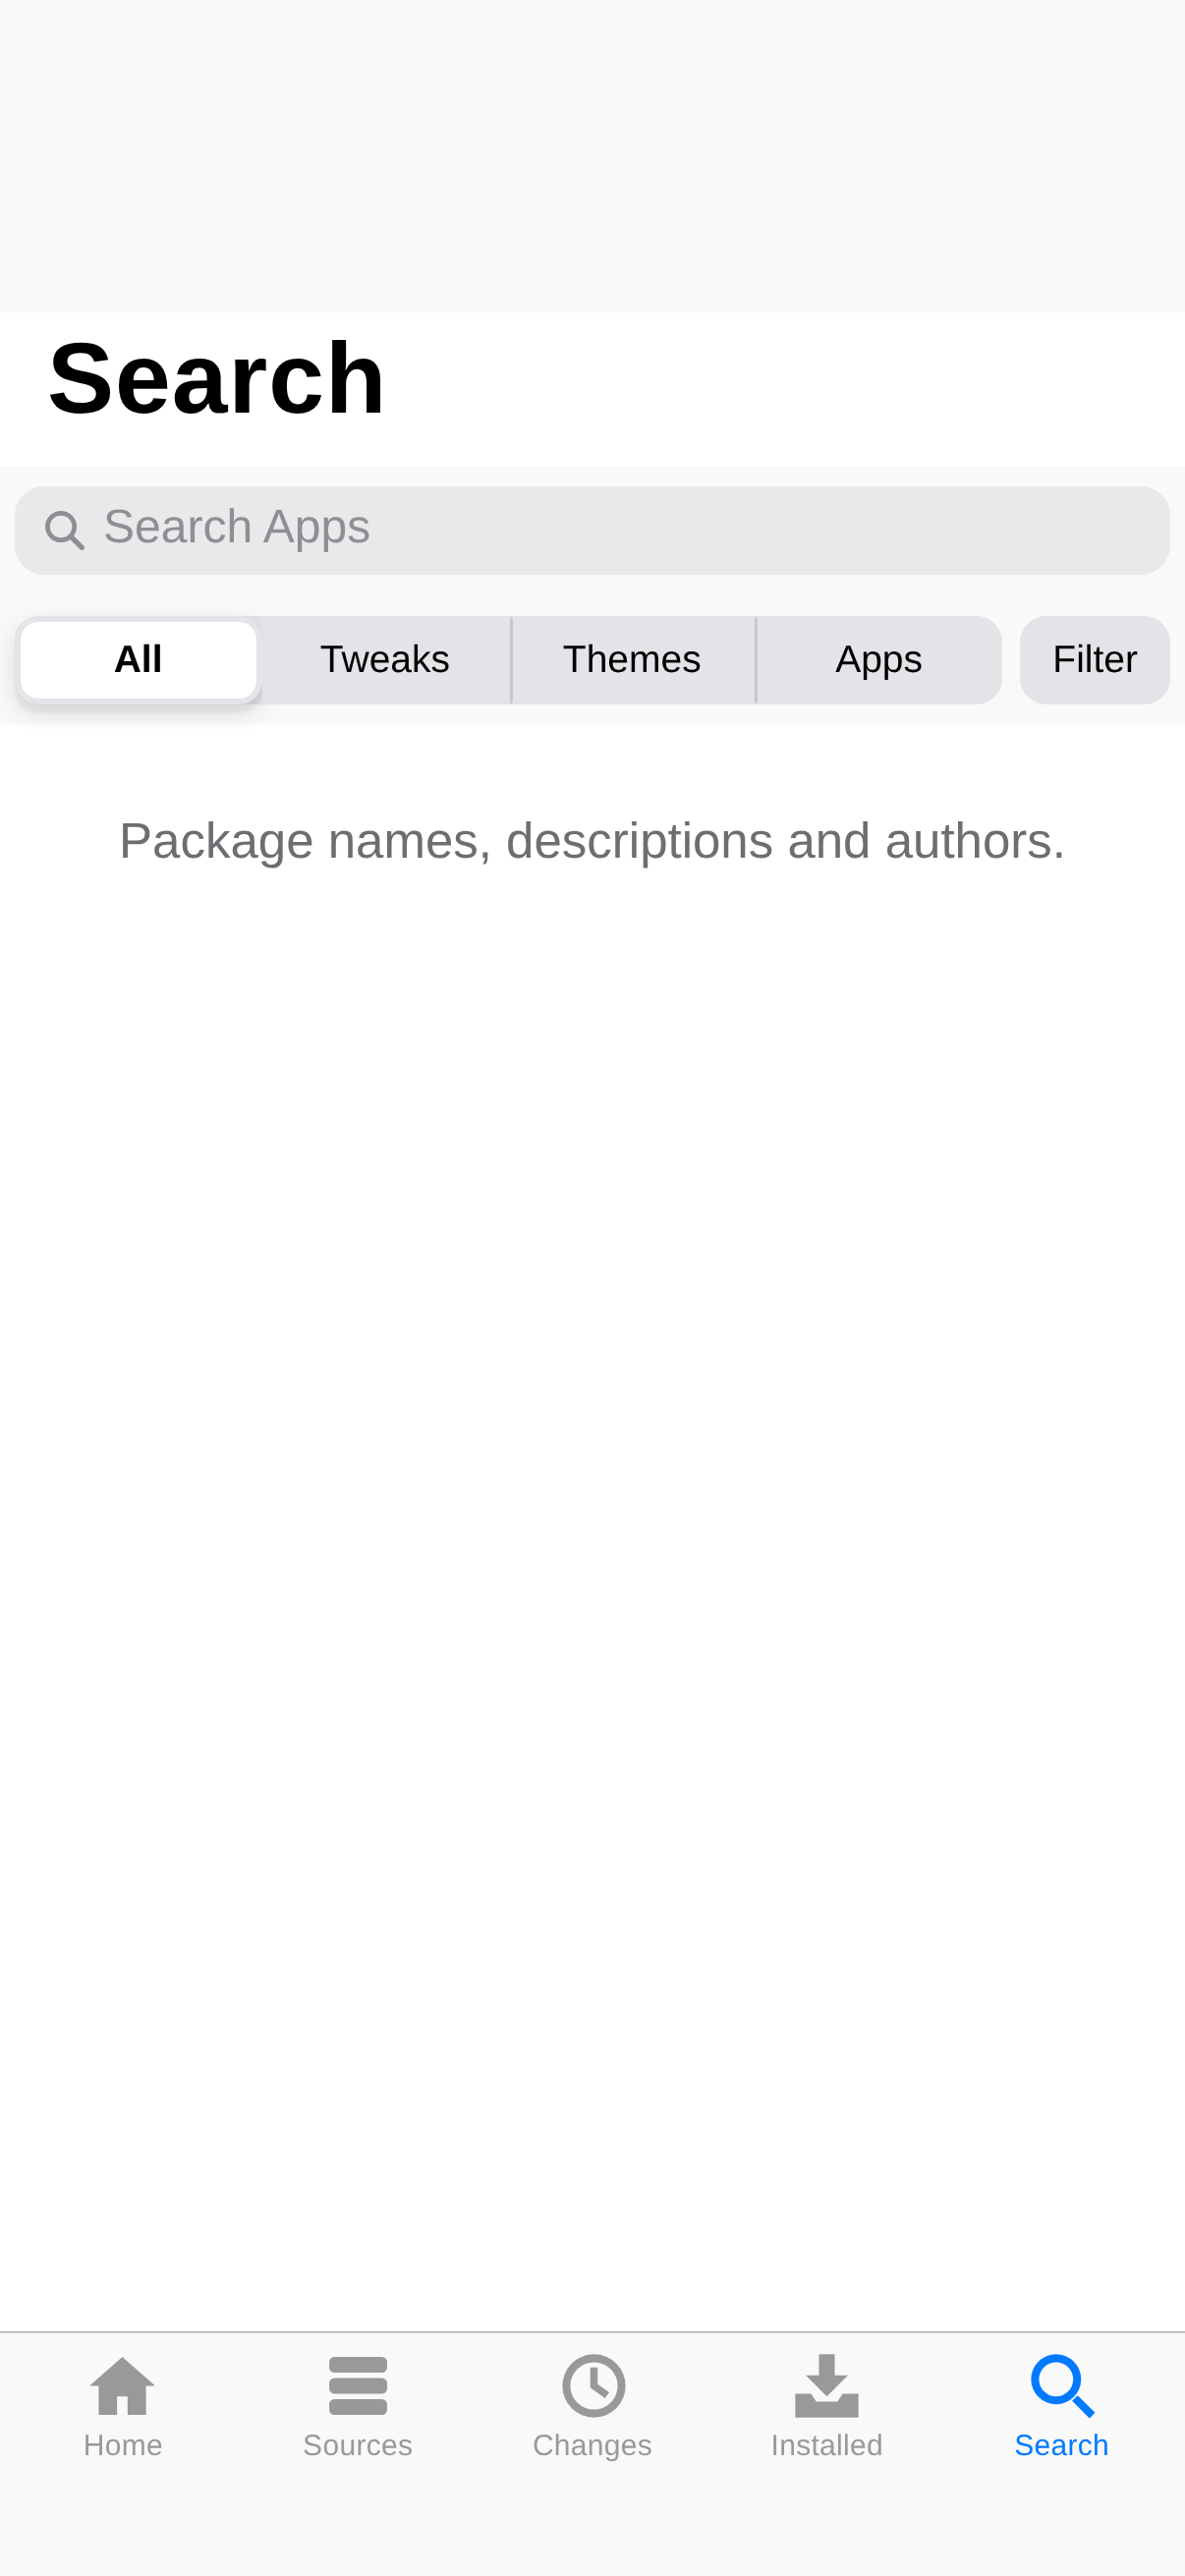 Search
Search Apps
All Tweaks Themes Apps Filter
Package names, descriptions and authors.
Home Sources Changes Installed Search